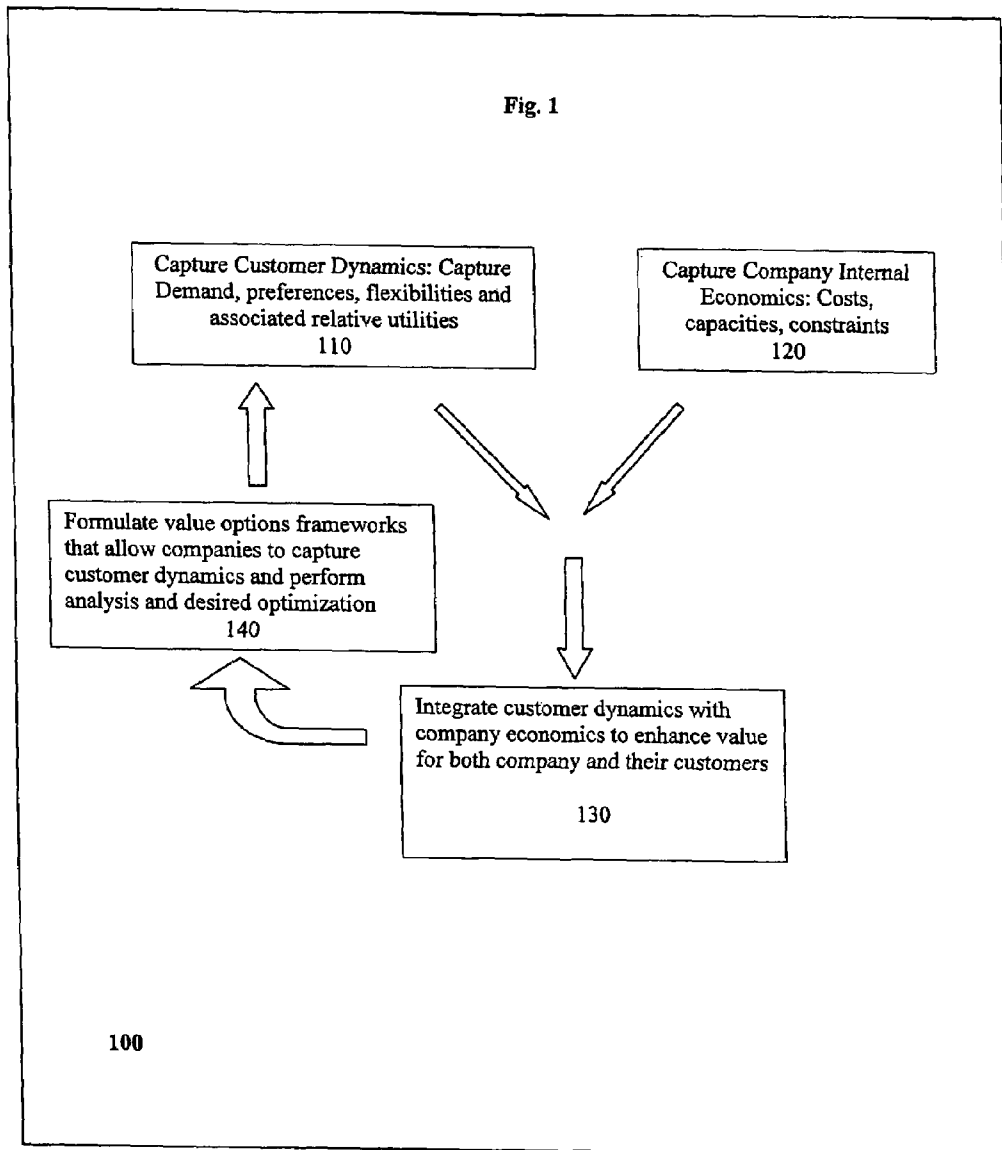 Fig. 1
Capture Customer Dynamics: Capture
Demand, preferences, flexibilities and
associated relative utilities
110
Capture Company Internal
Economics: Costs,
capacities, constraints
120
Formulate value options frameworks
that allow companies to capture
customer dynamics and perform
analysis and desired optimization
140
Integrate customer dynamics with
company economics to enhance value
for both company and their customers
130
100